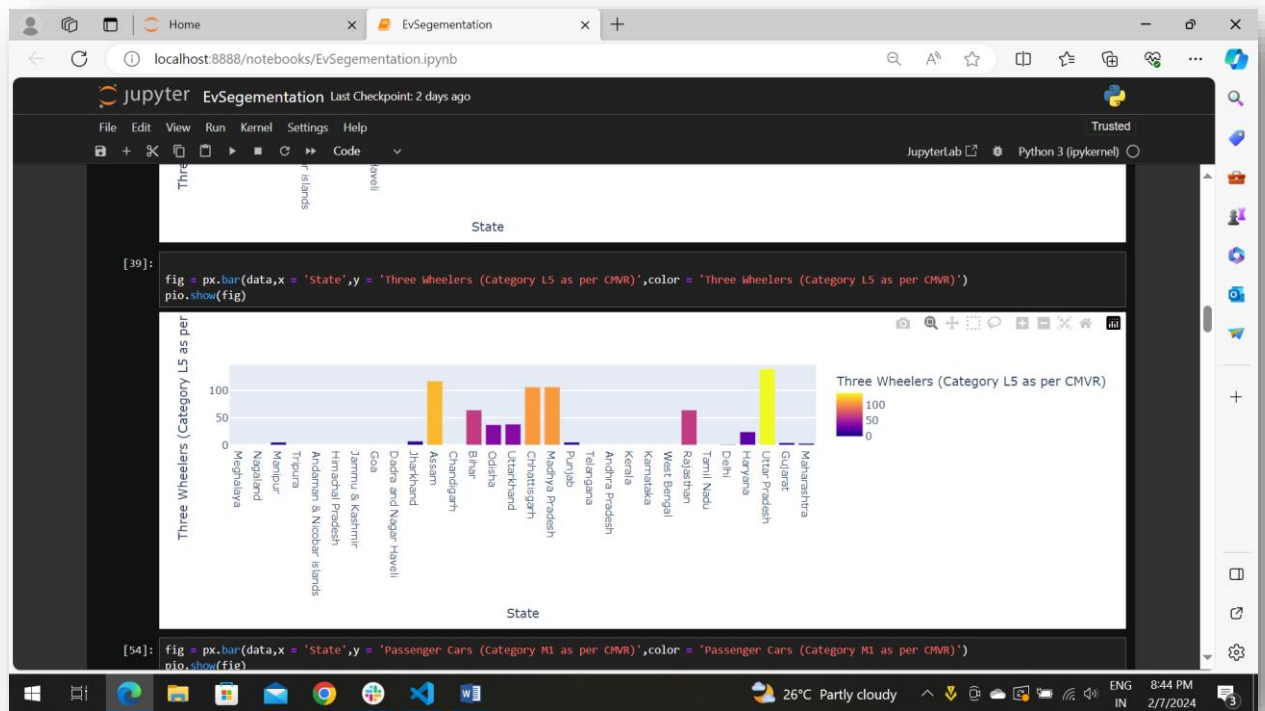 Home
EvSegementation
localhost:8888/notebooks/EvSegementation.ipynb
jupyter EvSegementation Last Checkpoint: 2 days ago
File Edit View Run Kernel Settings Help
Trusted
Code
JupyterLab
Python 3 (ipykernel)
Thre
r islands
laveli
State
[39]:
fig = px.bar(data,x = 'State',y = 'Three Wheelers (Category L5 as per CMVR)',color = 'Three Wheelers (Category L5 as per CMVR)')
pio.show(fig)
Three Wheelers (Category L5 as per
100
50
0
Meghalaya
Nagaland
Manipur
Tripura
Andaman & Nicobar islands
Himachal Pradesh
Jammu & Kashmir
Goa
Dadra and Nagar Haveli
Jharkhand
Assam
Chandigarh
Bihar
Odisha
Uttarkhand
Chhattisgarh
Madhya Pradesh
Punjab
Telangana
Andhra Pradesh
Kerala
Karnataka
West Bengal
Rajasthan
Tamil Nadu
Delhi
Haryana
Uttar Pradesh
Gujarat
Maharashtra
State
Three Wheelers (Category L5 as per CMVR)
100
50
0
[54]:
fig = px.bar(data,x = 'State',y = 'Passenger Cars (Category M1 as per CMVR)',color = 'Passenger Cars (Category M1 as per CMVR)')
pio.show(fig)
26°C Partly cloudy
ENG
IN
8:44 PM
2/7/2024
3